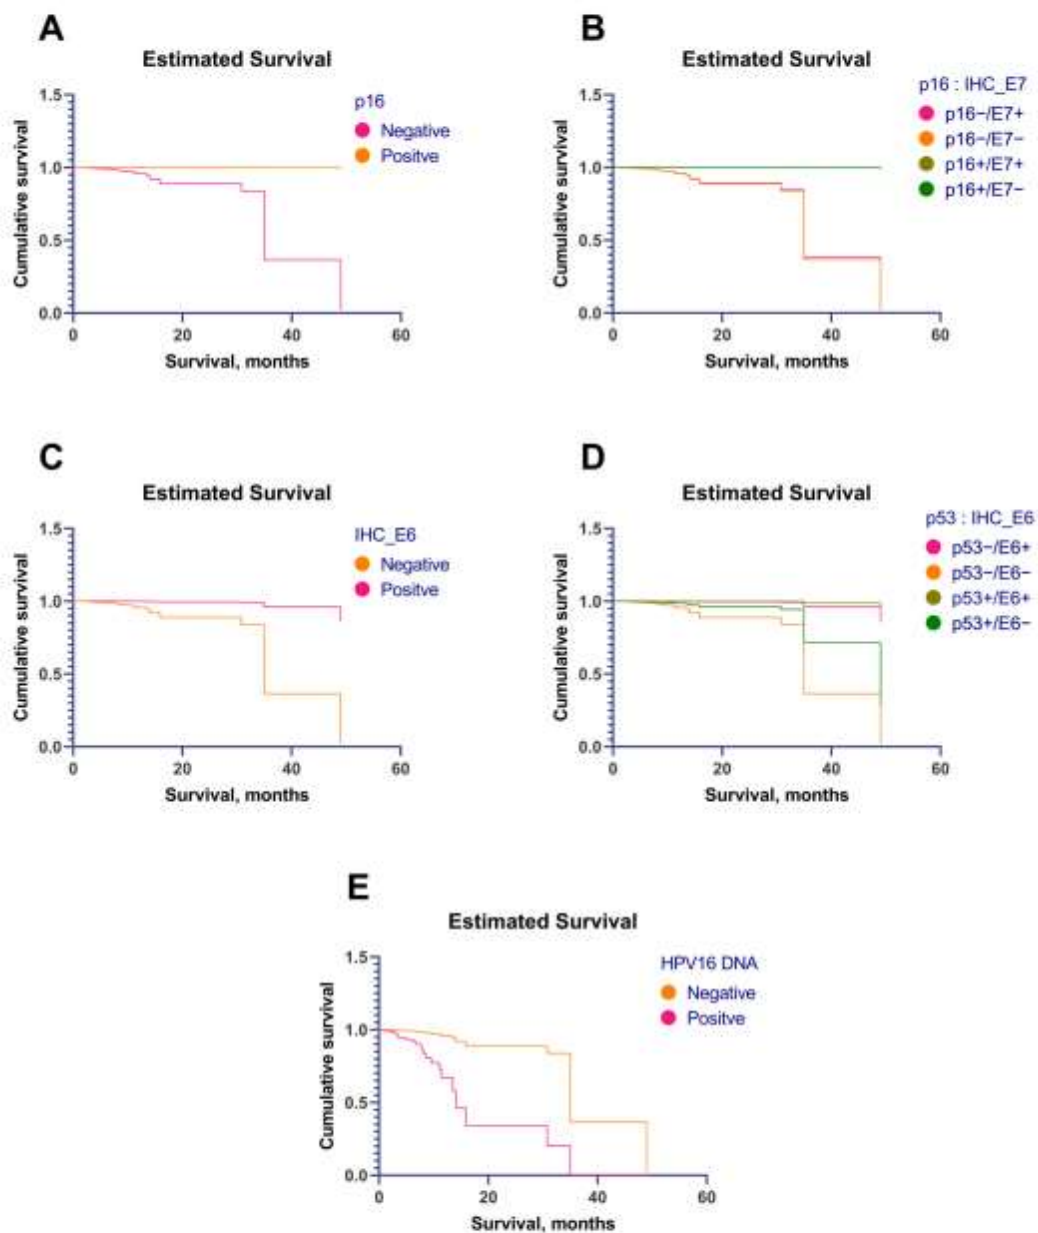 A
Estimated Survival
p16
Negative
Positve
1.5
1.0
0.5
0.0
Cumulative survival
0
20
40
60
Survival, months
B
Estimated Survival
p16 : IHC_E7
p16−/E7+
p16−/E7−
p16+/E7+
p16+/E7−
1.5
1.0
0.5
0.0
Cumulative survival
0
20
40
60
Survival, months
C
Estimated Survival
IHC_E6
Negative
Positve
1.5
1.0
0.5
0.0
Cumulative survival
0
20
40
60
Survival, months
D
Estimated Survival
p53 : IHC_E6
p53−/E6+
p53−/E6−
p53+/E6+
p53+/E6−
1.5
1.0
0.5
0.0
Cumulative survival
0
20
40
60
Survival, months
E
Estimated Survival
HPV16 DNA
Negative
Positve
1.5
1.0
0.5
0.0
Cumulative survival
0
20
40
60
Survival, months